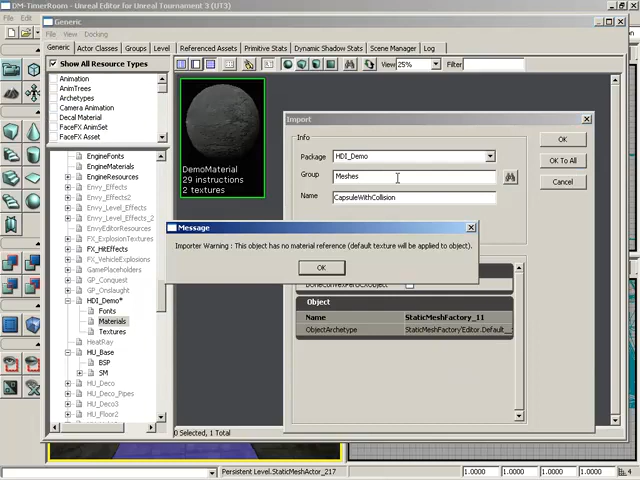 DM-TimerRoom - Unreal Editor for Unreal Tournament 3 (UT3)
File Edit
Generic
File View Docking
Generic Actor Classes Groups Level Referenced Assets Primitive Stats Dynamic Shadow Stats Scene Manager Log
Show All Resource Types
View 25% Filter
Animation
AnimTrees
Archetypes
Camera Animation
Decal Material
FaceFX AnimSet
FaceFX Asset
DemoMaterial
29 instructions
2 textures
EngineFonts
EngineMaterials
Envy_Effects
Envy_Effects2
Envy_Level_Effects
Envy_Level_Effects_2
EnvyEditorResources
FX_ExplosionTextures
FX_HitEffects
FX_VehicleExplosions
GamePlaceholders
GP_Conquest
GP_Onslaught
HDI_Demo*
Fonts
Materials
Textures
HeatRay
HU_Base
BSP
SM
HU_Deco
HU_Deco3
HU_Floor2
Import
Info
Package HDI_Demo
Group Meshes
Name CapsuleWithCollision
OK
OK To All
Cancel
Message
Importer Warning : This object has no material reference (default texture will be applied to object).
OK
Object
Name StaticMeshFactory_11
ObjectArchetype StaticMeshFactory'Editor.Default__
0 Selected, 1 Total
Persistent Level.StaticMeshActor_217
1.0000 1.0000 1.0000 1.0000 4